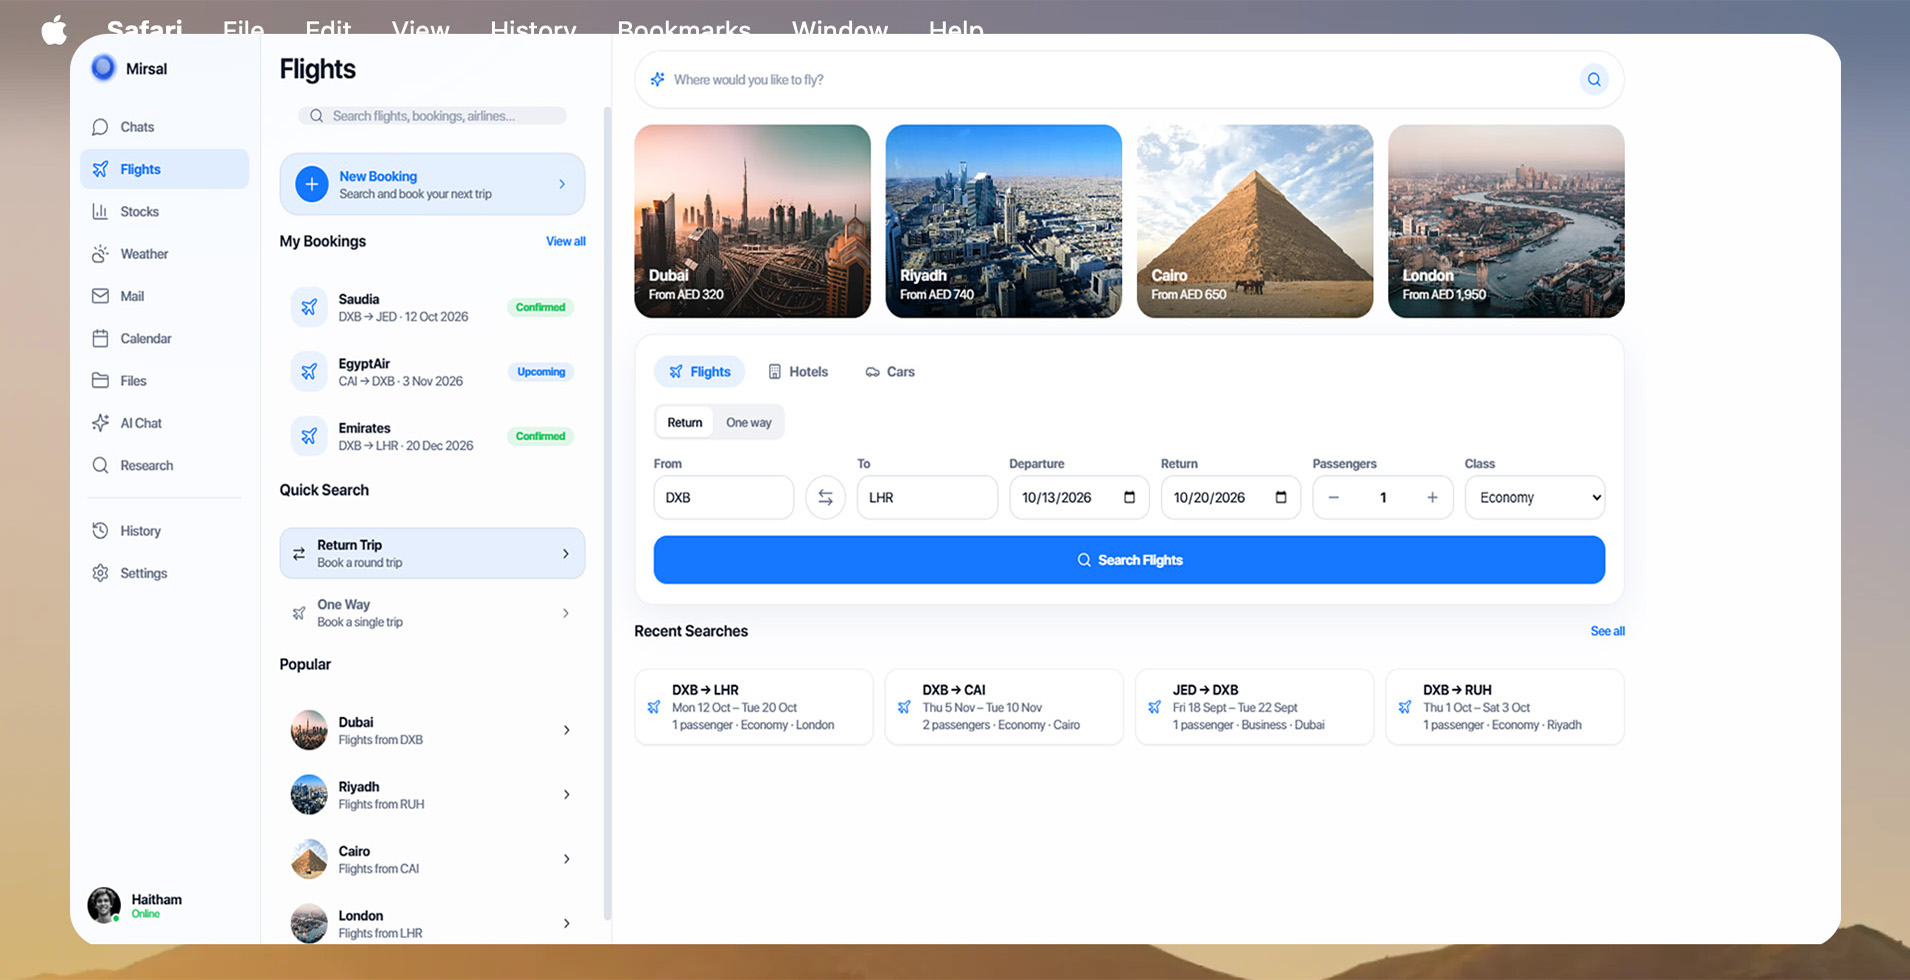 Safari File Edit View History Bookmarks Window Help
Mirsal
Chats
Flights
Stocks
Weather
Mail
Calendar
Files
AI Chat
Research
History
Settings
Haitham
Online
Flights
Search flights, bookings, airlines...
New Booking
Search and book your next trip
My Bookings
View all
Saudia
DXB → JED · 12 Oct 2026
Confirmed
EgyptAir
CAI → DXB · 3 Nov 2026
Upcoming
Emirates
DXB → LHR · 20 Dec 2026
Confirmed
Quick Search
Return Trip
Book a round trip
One Way
Book a single trip
Popular
Dubai
Flights from DXB
Riyadh
Flights from RUH
Cairo
Flights from CAI
London
Flights from LHR
Where would you like to fly?
Dubai
From AED 320
Riyadh
From AED 740
Cairo
From AED 650
London
From AED 1,950
Flights
Hotels
Cars
Return
One way
From
DXB
To
LHR
Departure
10/13/2026
Return
10/20/2026
Passengers
1
Class
Economy
Search Flights
Recent Searches
See all
DXB → LHR
Mon 12 Oct – Tue 20 Oct
1 passenger · Economy · London
DXB → CAI
Thu 5 Nov – Tue 10 Nov
2 passengers · Economy · Cairo
JED → DXB
Fri 18 Sept – Tue 22 Sept
1 passenger · Business · Dubai
DXB → RUH
Thu 1 Oct – Sat 3 Oct
1 passenger · Economy · Riyadh